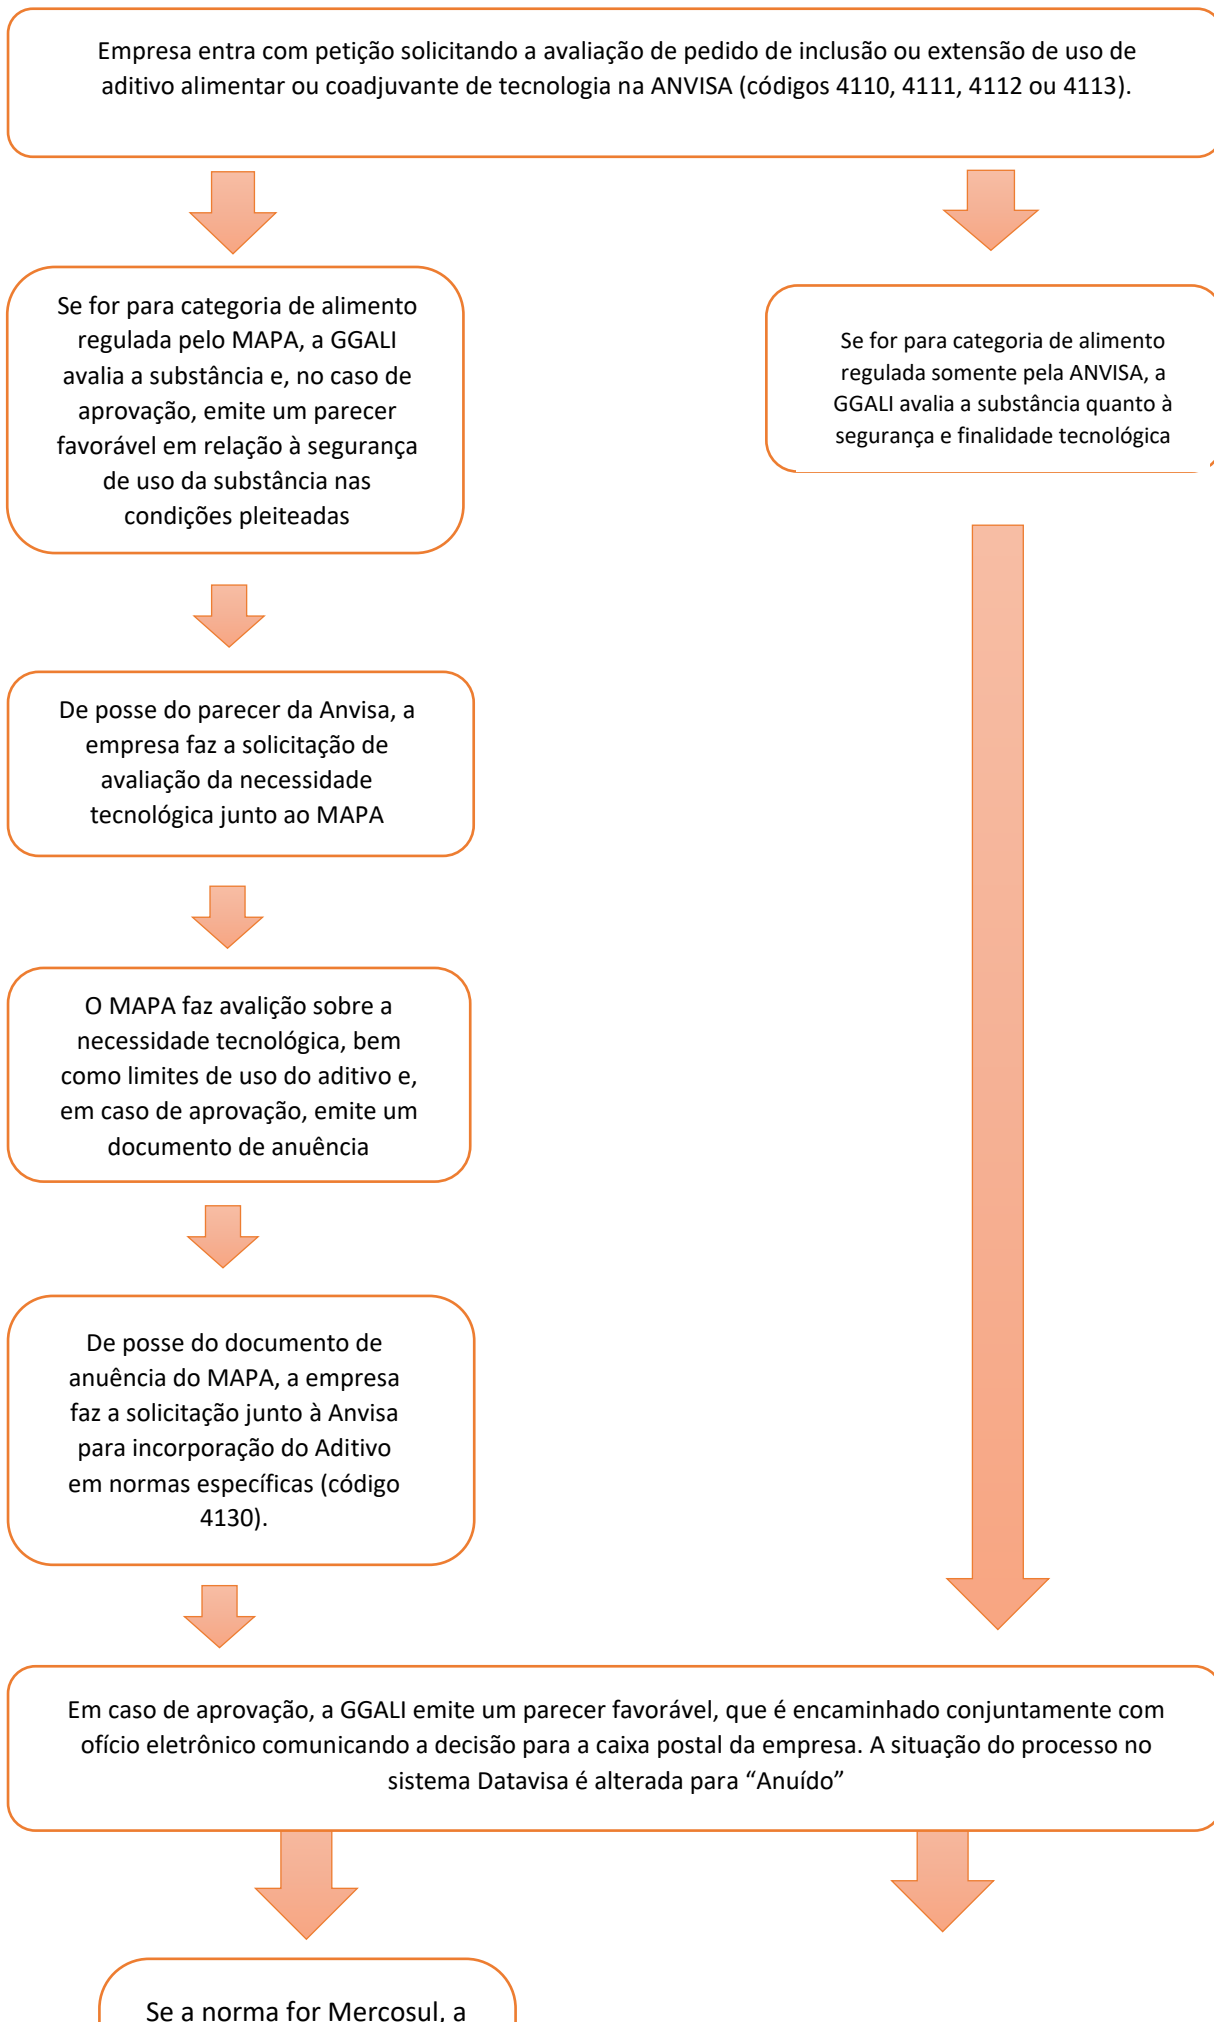 Empresa entra com petição solicitando a avaliação de pedido de inclusão ou extensão de uso de
aditivo alimentar ou coadjuvante de tecnologia na ANVISA (códigos 4110, 4111, 4112 ou 4113).
Se for para categoria de alimento
regulada pelo MAPA, a GGALI
avalia a substância e, no caso de
aprovação, emite um parecer
favorável em relação à segurança
de uso da substância nas
condições pleiteadas
Se for para categoria de alimento
regulada somente pela ANVISA, a
GGALI avalia a substância quanto à
segurança e finalidade tecnológica
De posse do parecer da Anvisa, a
empresa faz a solicitação de
avaliação da necessidade
tecnológica junto ao MAPA
O MAPA faz avalição sobre a
necessidade tecnológica, bem
como limites de uso do aditivo e,
em caso de aprovação, emite um
documento de anuência
De posse do documento de
anuência do MAPA, a empresa
faz a solicitação junto à Anvisa
para incorporação do Aditivo
em normas específicas (código
4130).
Em caso de aprovação, a GGALI emite um parecer favorável, que é encaminhado conjuntamente com
ofício eletrônico comunicando a decisão para a caixa postal da empresa. A situação do processo no
sistema Datavisa é alterada para “Anuído”
Se a norma for Mercosul, a